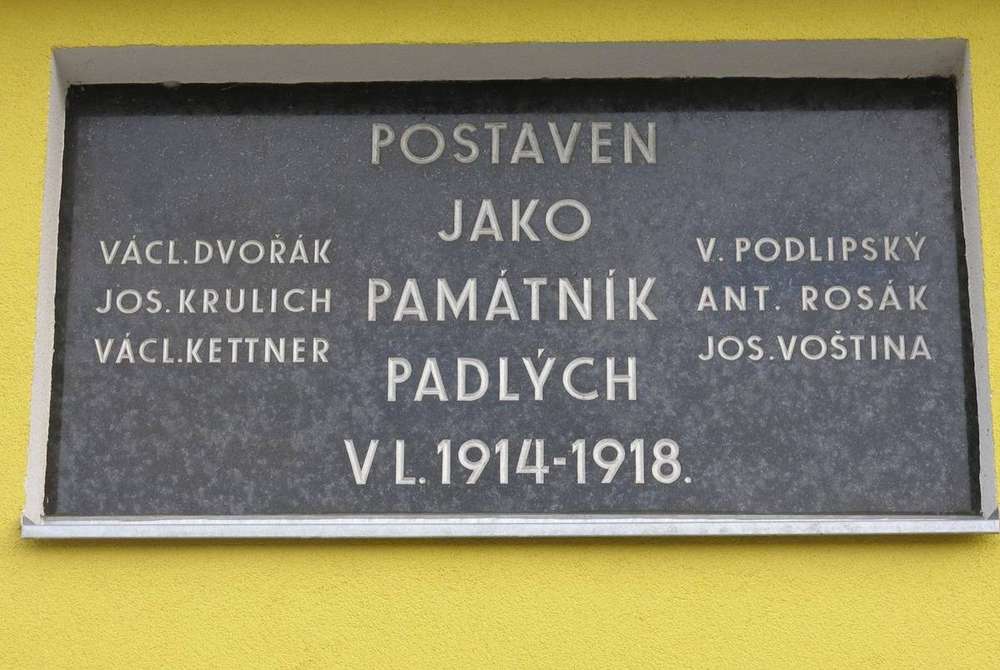 POSTAVEN
JAKO
PAMÁTNÍK
PADLÝCH
V L. 1914-1918.
VÁCL. DVOŘÁK
JOS. KRULICH
VÁCL. KETTNER
V. PODLIPSKÝ
ANT. ROSÁK
JOS. VOŠTINA